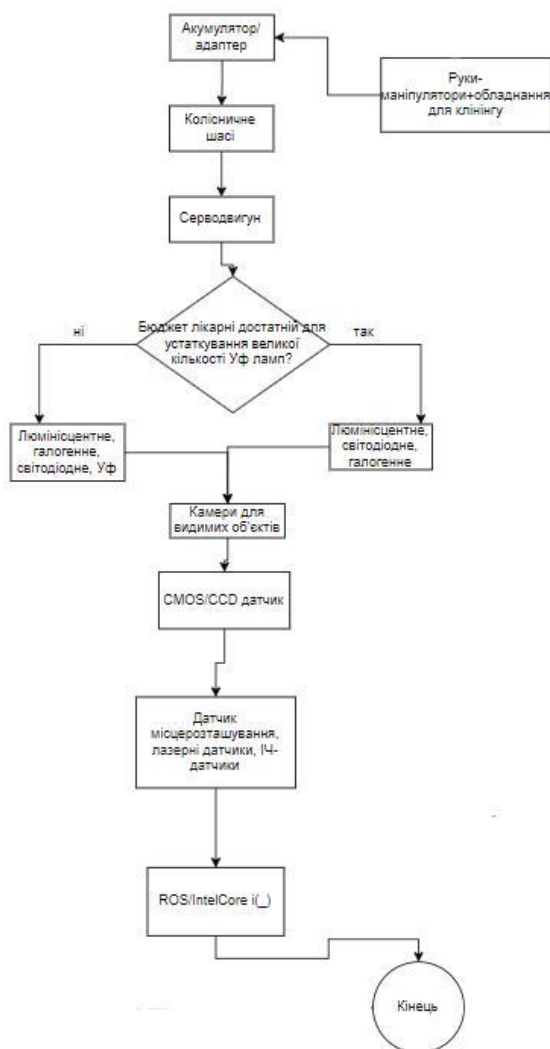 Акумулятор/
адаптер
Руки-
маніпулятори+обладнання
для клінінгу
Колісничне
шасі
Серводвигун
Бюджет лікарні достатній для
устаткування великої
кількості Уф ламп?
ні
так
Люмінісцентне,
галогенне,
світодіодне, Уф
Люмінісцентне,
світодіодне,
галогенне
Камери для
видимих об'єктів
CMOS/CCD датчик
Датчик
місцерозташування,
лазерні датчики, ІЧ-
датчики
ROS/IntelCore i(_)
Кінець